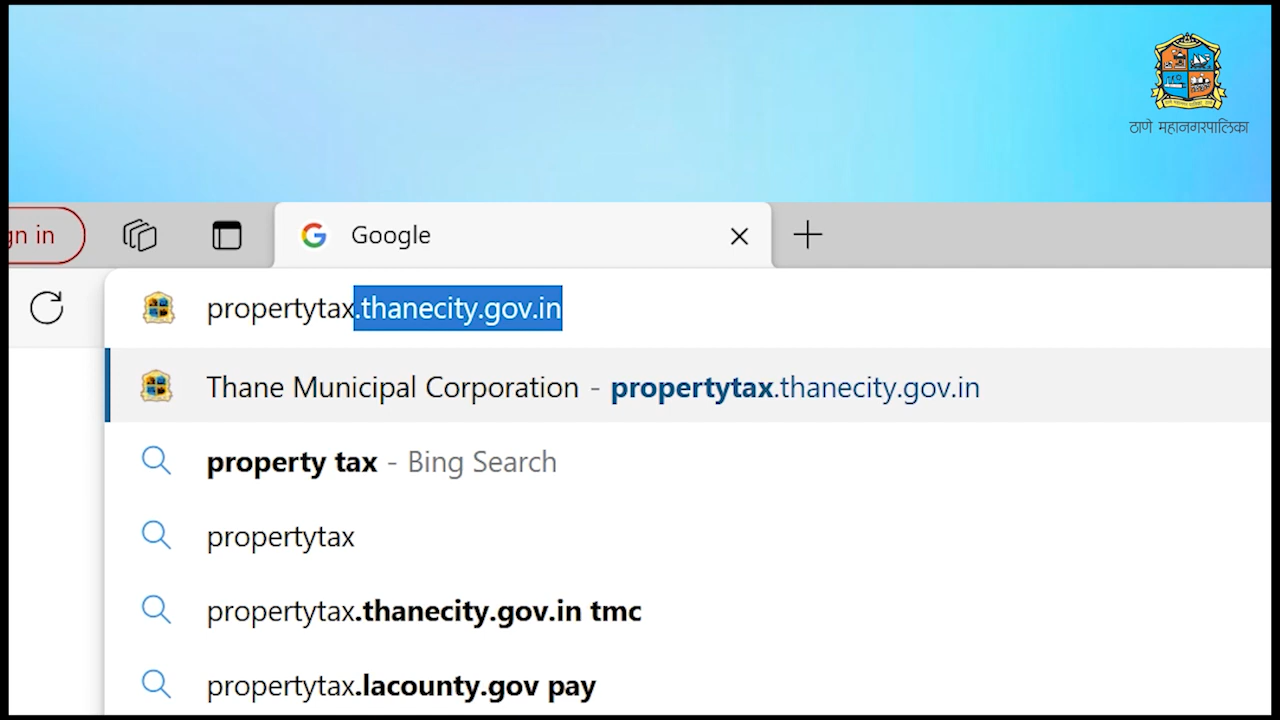 ठाणे महानगरपालिका
gn in
Google
propertytax.thanecity.gov.in
Thane Municipal Corporation - propertytax.thanecity.gov.in
property tax - Bing Search
propertytax
propertytax.thanecity.gov.in tmc
propertytax.lacounty.gov pay